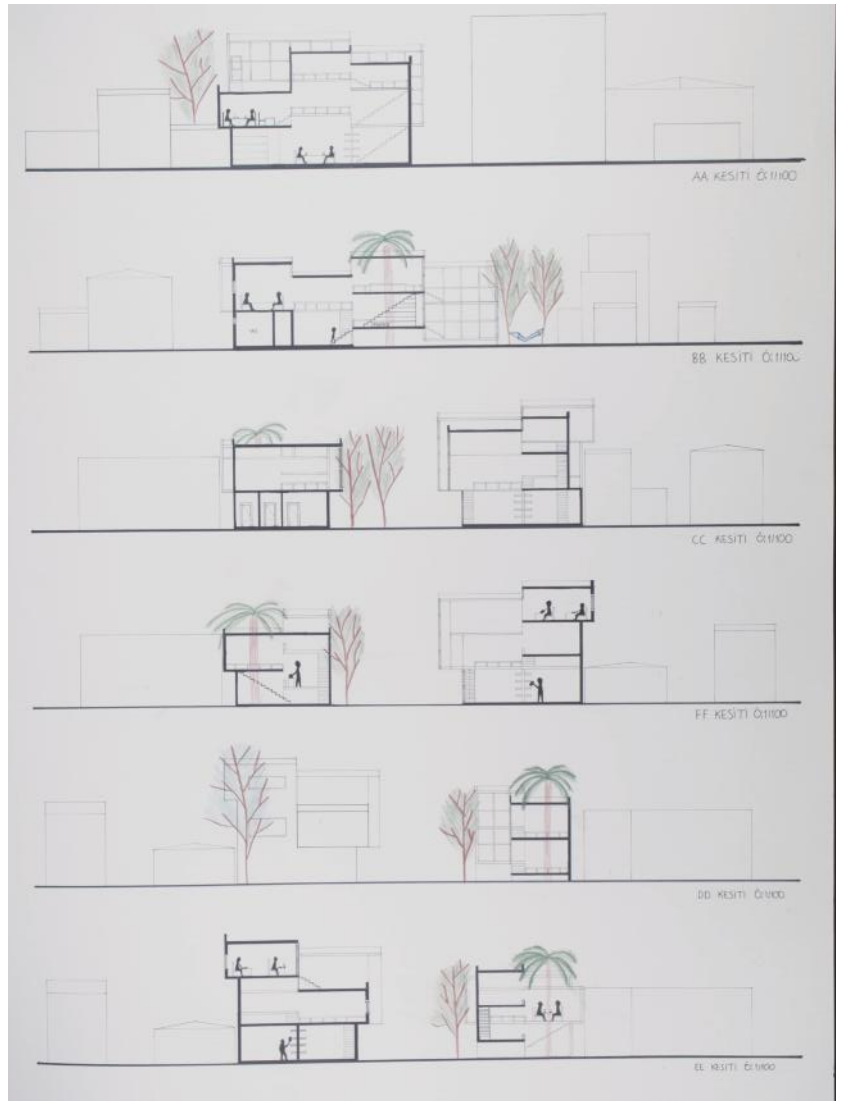 AA KESİTİ Ö:1/100
BB KESİTİ Ö:1/100
CC KESİTİ Ö:1/100
FF KESİTİ Ö:1/100
DD KESİTİ Ö:1/100
EE KESİTİ Ö:1/100